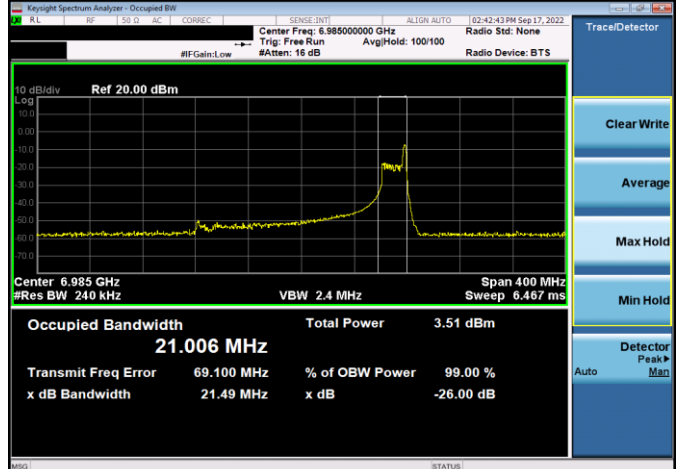 Keysight Spectrum Analyzer - Occupied BW
RL RF 50 Ω AC CORREC SENSE:INT ALIGN AUTO 02:42:43 PM Sep 17, 2022
Center Freq: 6.985000000 GHz Radio Std: None
Trig: Free Run Avg|Hold: 100/100
#IFGain:Low #Atten: 16 dB Radio Device: BTS
Trace/Detector
10 dB/div Ref 20.00 dBm
Log
10.0
0.00
-10.0
-20.0
-30.0
-40.0
-50.0
-60.0
-70.0
Center 6.985 GHz Span 400 MHz
#Res BW 240 kHz VBW 2.4 MHz Sweep 6.467 ms
Occupied Bandwidth Total Power 3.51 dBm
21.006 MHz
Transmit Freq Error 69.100 MHz % of OBW Power 99.00 %
x dB Bandwidth 21.49 MHz x dB -26.00 dB
Clear Write
Average
Max Hold
Min Hold
Detector
Peak▶
Auto Man
MSG STATUS